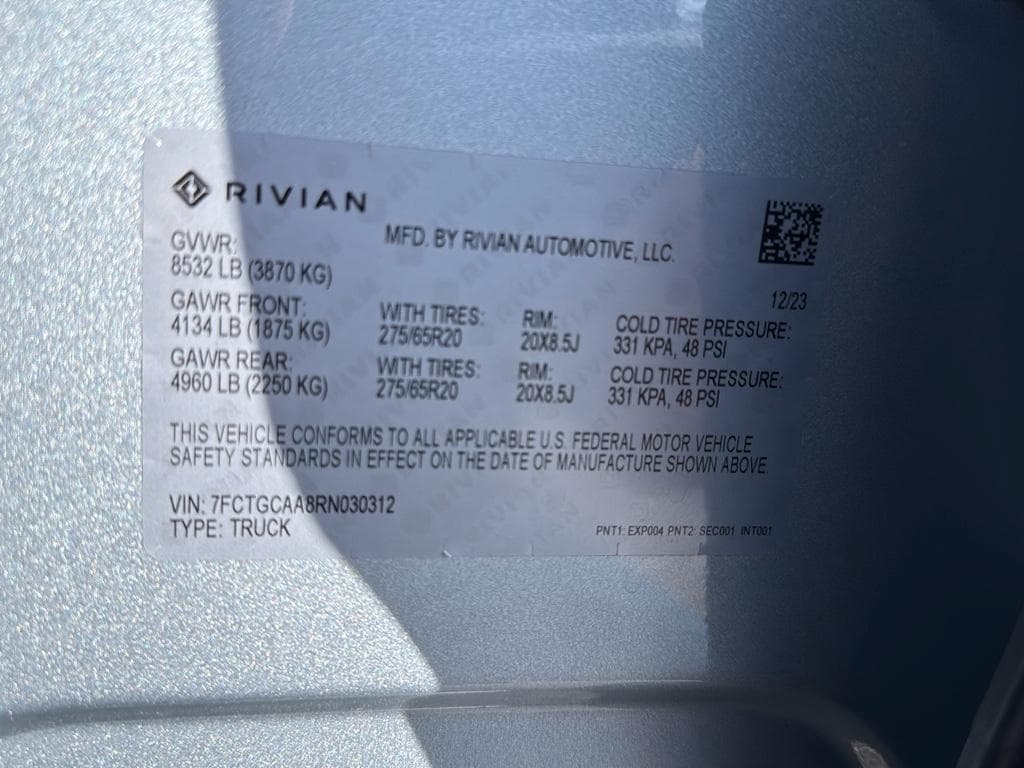 RIVIAN
MFD. BY RIVIAN AUTOMOTIVE, LLC.
GVWR:
8532 LB (3870 KG)
12/23
GAWR FRONT: WITH TIRES: RIM: COLD TIRE PRESSURE:
4134 LB (1875 KG) 275/65R20 20X8.5J 331 KPA, 48 PSI
GAWR REAR: WITH TIRES: RIM: COLD TIRE PRESSURE:
4960 LB (2250 KG) 275/65R20 20X8.5J 331 KPA, 48 PSI
THIS VEHICLE CONFORMS TO ALL APPLICABLE U.S. FEDERAL MOTOR VEHICLE
SAFETY STANDARDS IN EFFECT ON THE DATE OF MANUFACTURE SHOWN ABOVE.
VIN: 7FCTGCAA8RN030312
TYPE: TRUCK
PNT1: EXP004 PNT2: SEC001 INT001